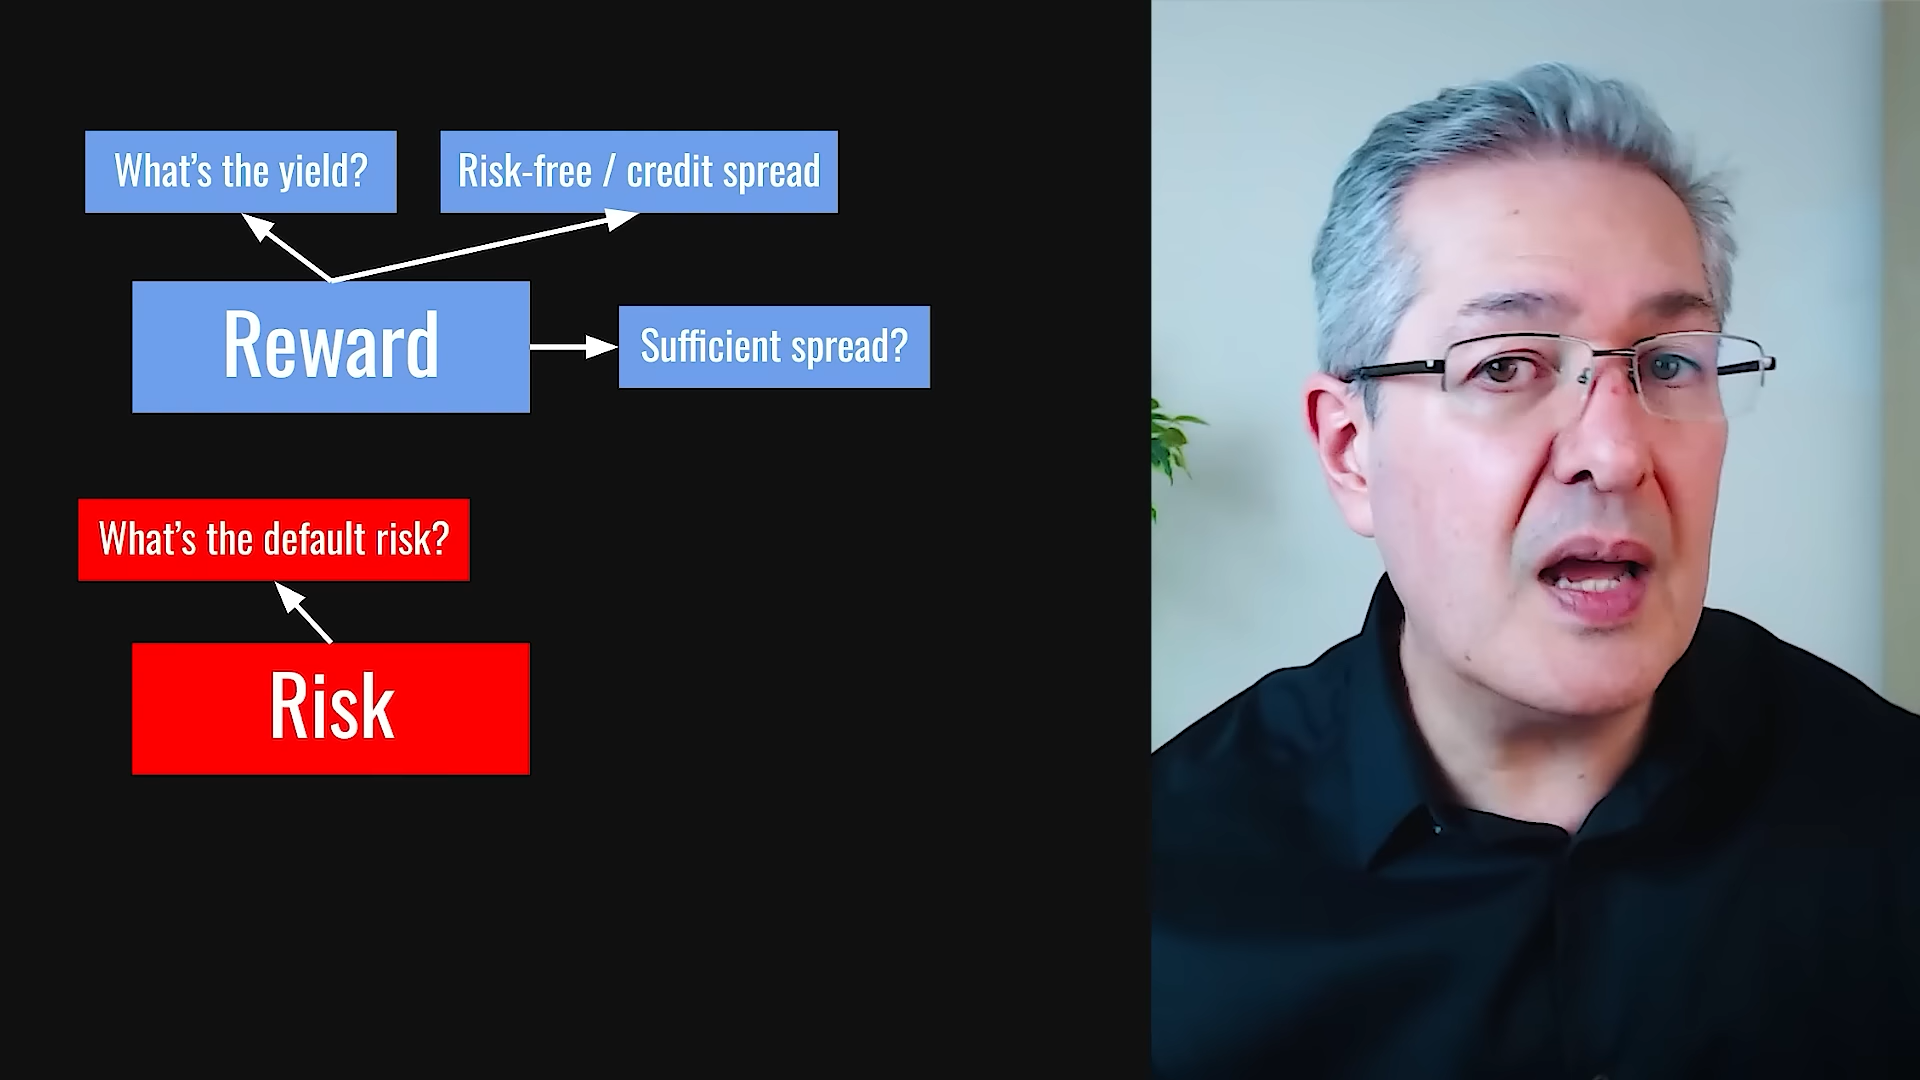 What's the yield?
Risk-free / credit spread
Reward
Sufficient spread?
What's the default risk?
Risk